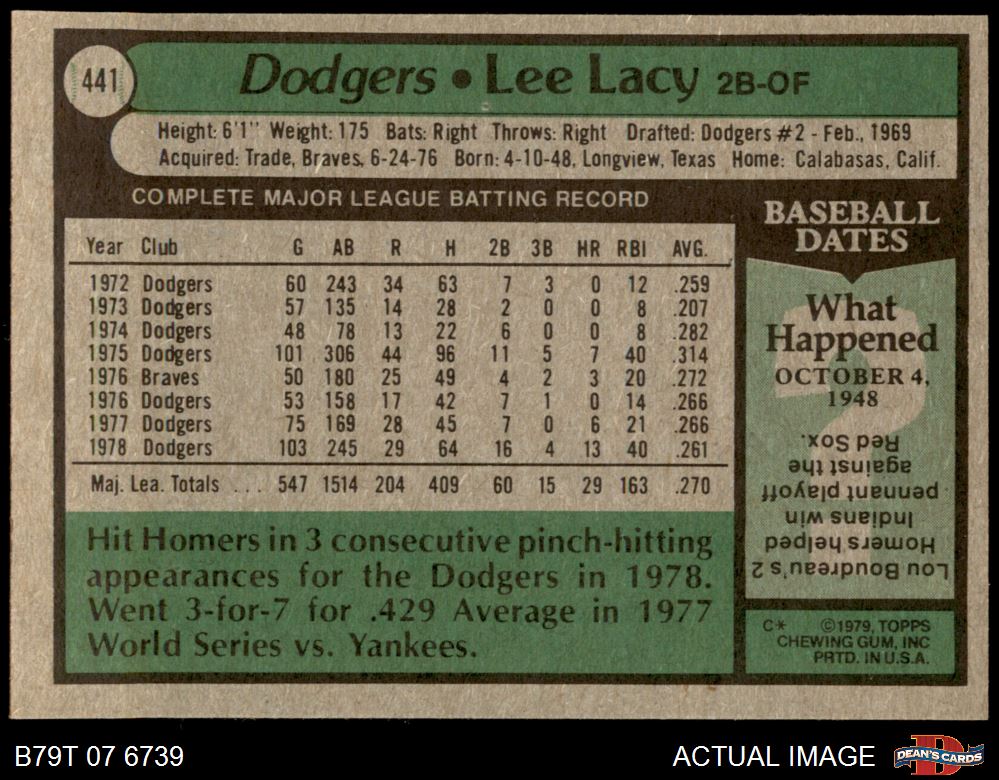 441
Dodgers • Lee Lacy 2B-OF
Height: 6'1" Weight: 175 Bats: Right Throws: Right Drafted: Dodgers #2 - Feb., 1969
Acquired: Trade, Braves, 6-24-76 Born: 4-10-48, Longview, Texas Home: Calabasas, Calif.
COMPLETE MAJOR LEAGUE BATTING RECORD
Year Club G AB R H 2B 3B HR RBI AVG.
1972 Dodgers 60 243 34 63 7 3 0 12 .259
1973 Dodgers 57 135 14 28 2 0 0 8 .207
1974 Dodgers 48 78 13 22 6 0 0 8 .282
1975 Dodgers 101 306 44 96 11 5 7 40 .314
1976 Braves 50 180 25 49 4 2 3 20 .272
1976 Dodgers 53 158 17 42 7 1 0 14 .266
1977 Dodgers 75 169 28 45 7 0 6 21 .266
1978 Dodgers 103 245 29 64 16 4 13 40 .261
Maj. Lea. Totals ... 547 1514 204 409 60 15 29 163 .270
Hit Homers in 3 consecutive pinch-hitting
appearances for the Dodgers in 1978.
Went 3-for-7 for .429 Average in 1977
World Series vs. Yankees.
BASEBALL
DATES
What
Happened
OCTOBER 4,
1948
Lou Boudreau's 2
Homers helped
Indians win
pennant playoff
against the
Red Sox.
C* ©1979, TOPPS
CHEWING GUM, INC
PRTD. IN U.S.A.
B79T 07 6739
ACTUAL IMAGE
DEAN'S CARDS